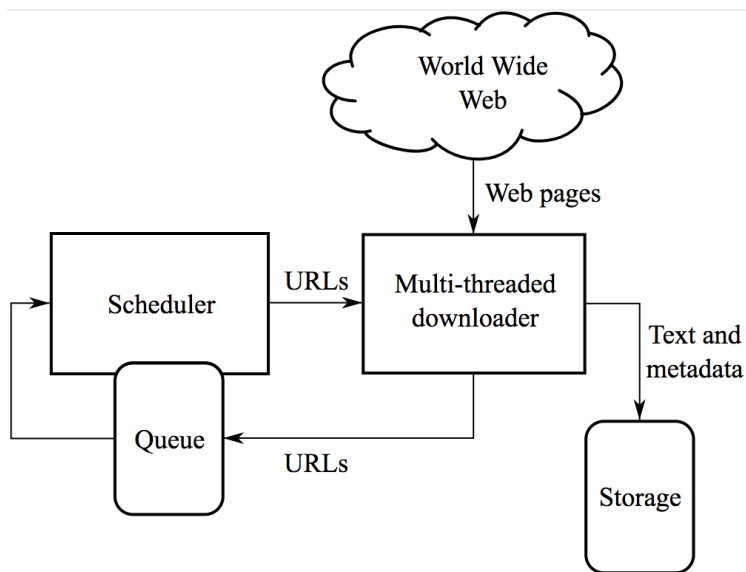 World Wide
Web
Web pages
Scheduler
URLs
Multi-threaded
downloader
Text and
metadata
Queue
URLs
Storage